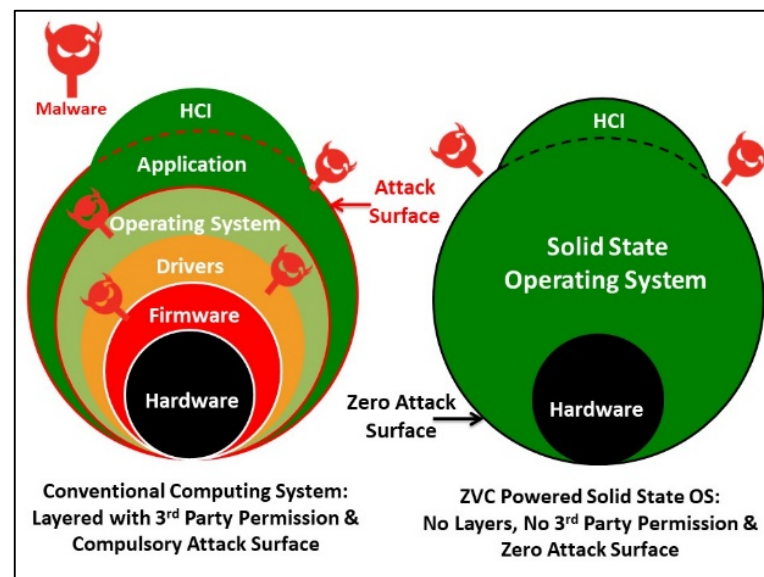 Malware
HCI
Application
Attack
Surface
Operating System
Drivers
Firmware
Hardware
Conventional Computing System:
Layered with 3rd Party Permission &
Compulsory Attack Surface
HCI
Solid State
Operating System
Zero Attack
Surface
Hardware
ZVC Powered Solid State OS:
No Layers, No 3rd Party Permission &
Zero Attack Surface